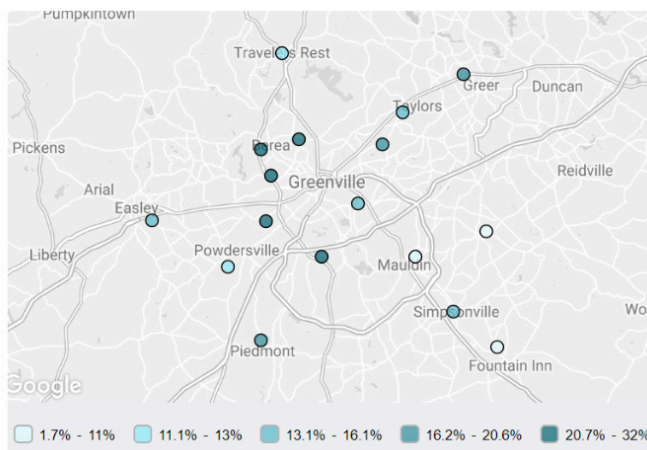 Pumpkintown
Travelers Rest
Greer
Duncan
Taylors
Pickens
Berea
Reidville
Greenville
Arial
Easley
Liberty
Powdersville
Mauldin
Simpsonville
Wo
Piedmont
Fountain Inn
Google
1.7% - 11% 11.1% - 13% 13.1% - 16.1% 16.2% - 20.6% 20.7% - 32%